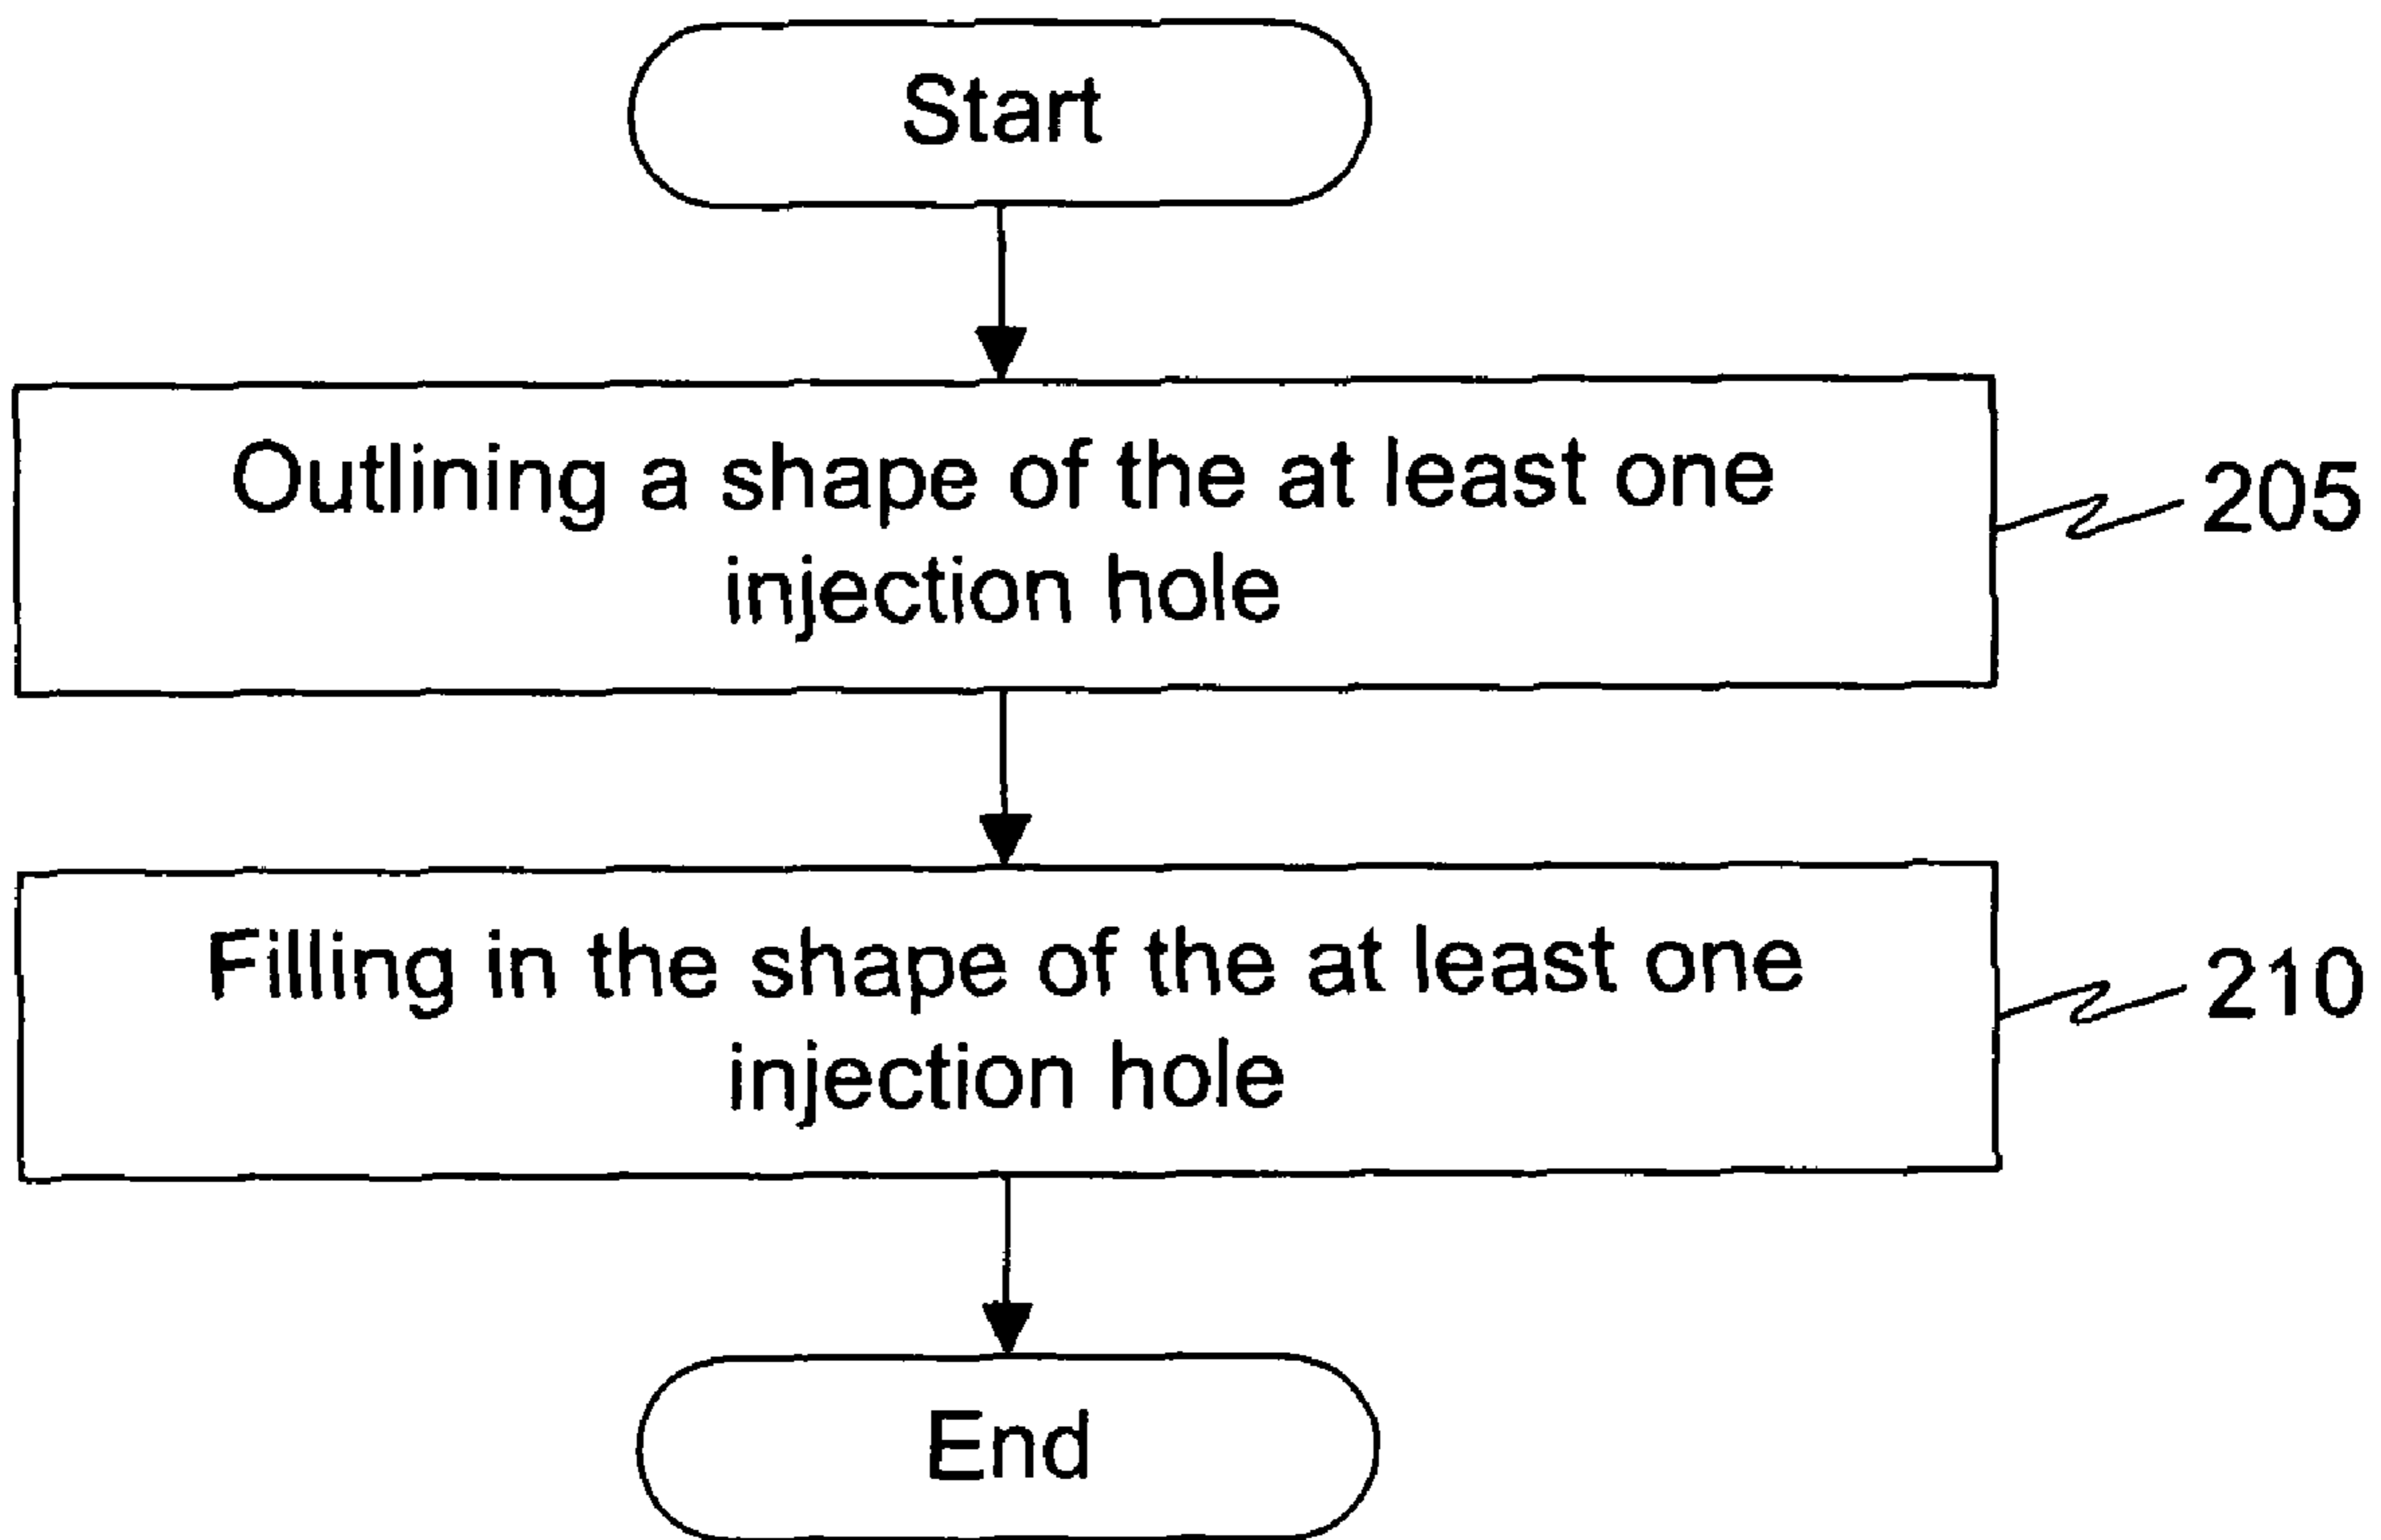 Start
Outlining a shape of the at least one
injection hole
205
Filling in the shape of the at least one
injection hole
210
End